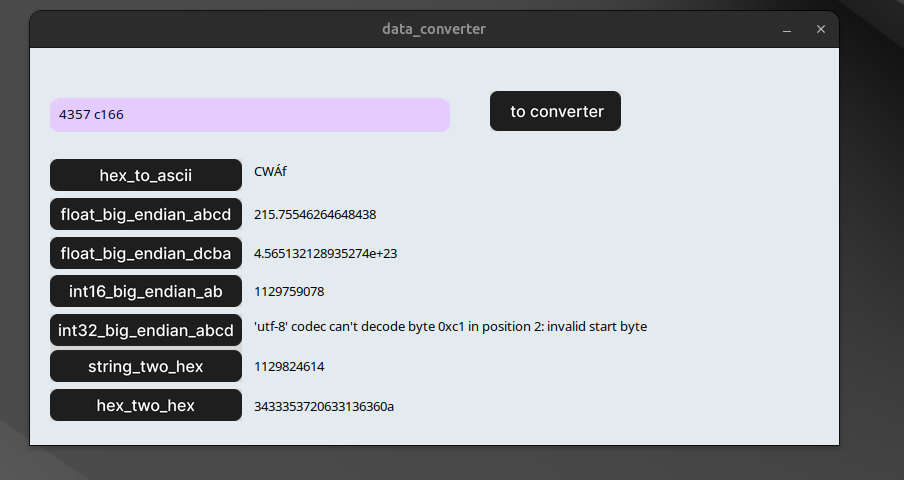 data_converter
4357 c166
to converter
hex_to_ascii CWÁf
float_big_endian_abcd 215.75546264648438
float_big_endian_dcba 4.565132128935274e+23
int16_big_endian_ab 1129759078
int32_big_endian_abcd 'utf-8' codec can't decode byte 0xc1 in position 2: invalid start byte
string_two_hex 1129824614
hex_two_hex 3433353720633136360a